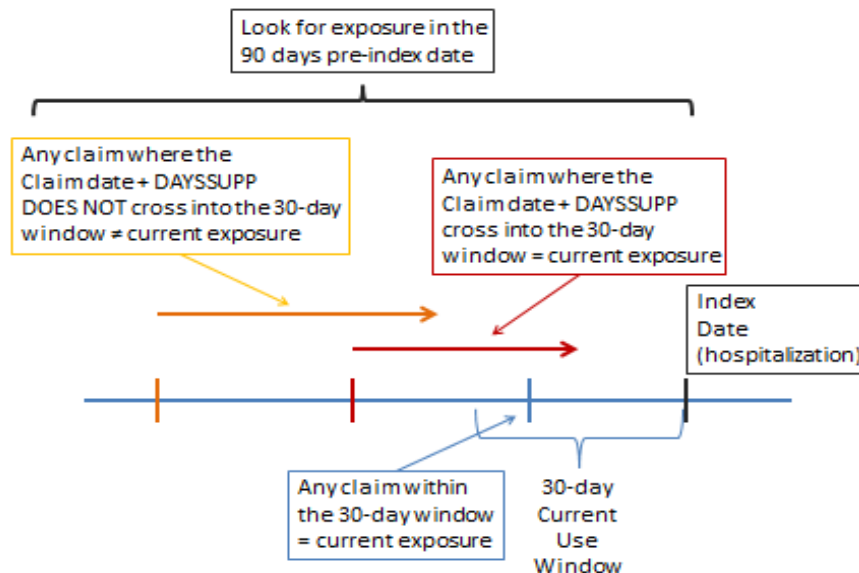 Look for exposure in the
90 days pre-index date
Any claim where the
Claim date + DAYSSUPP
DOES NOT cross into the 30-day
window ≠ current exposure
Any claim where the
Claim date + DAYSSUPP
cross into the 30-day
window = current exposure
Index
Date
(hospitalization)
Any claim within
the 30-day window
= current exposure
30-day
Current
Use
Window